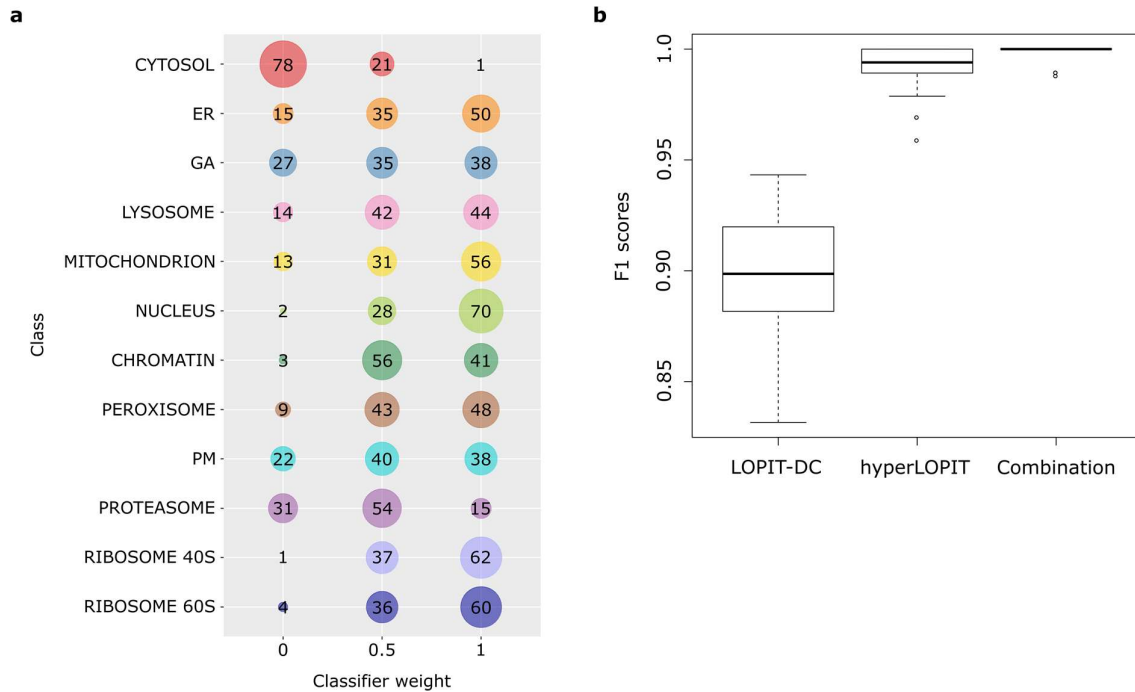 a
CYTOSOL 78 21 1
ER 15 35 50
GA 27 35 38
LYSOSOME 14 42 44
MITOCHONDRION 13 31 56
NUCLEUS 2 28 70
CHROMATIN 3 56 41
PEROXISOME 9 43 48
PM 22 40 38
PROTEASOME 31 54 15
RIBOSOME 40S 1 37 62
RIBOSOME 60S 4 36 60
Class
0 0.5 1
Classifier weight
b
1.0
0.95
0.90
0.85
F1 scores
LOPIT-DC hyperLOPIT Combination